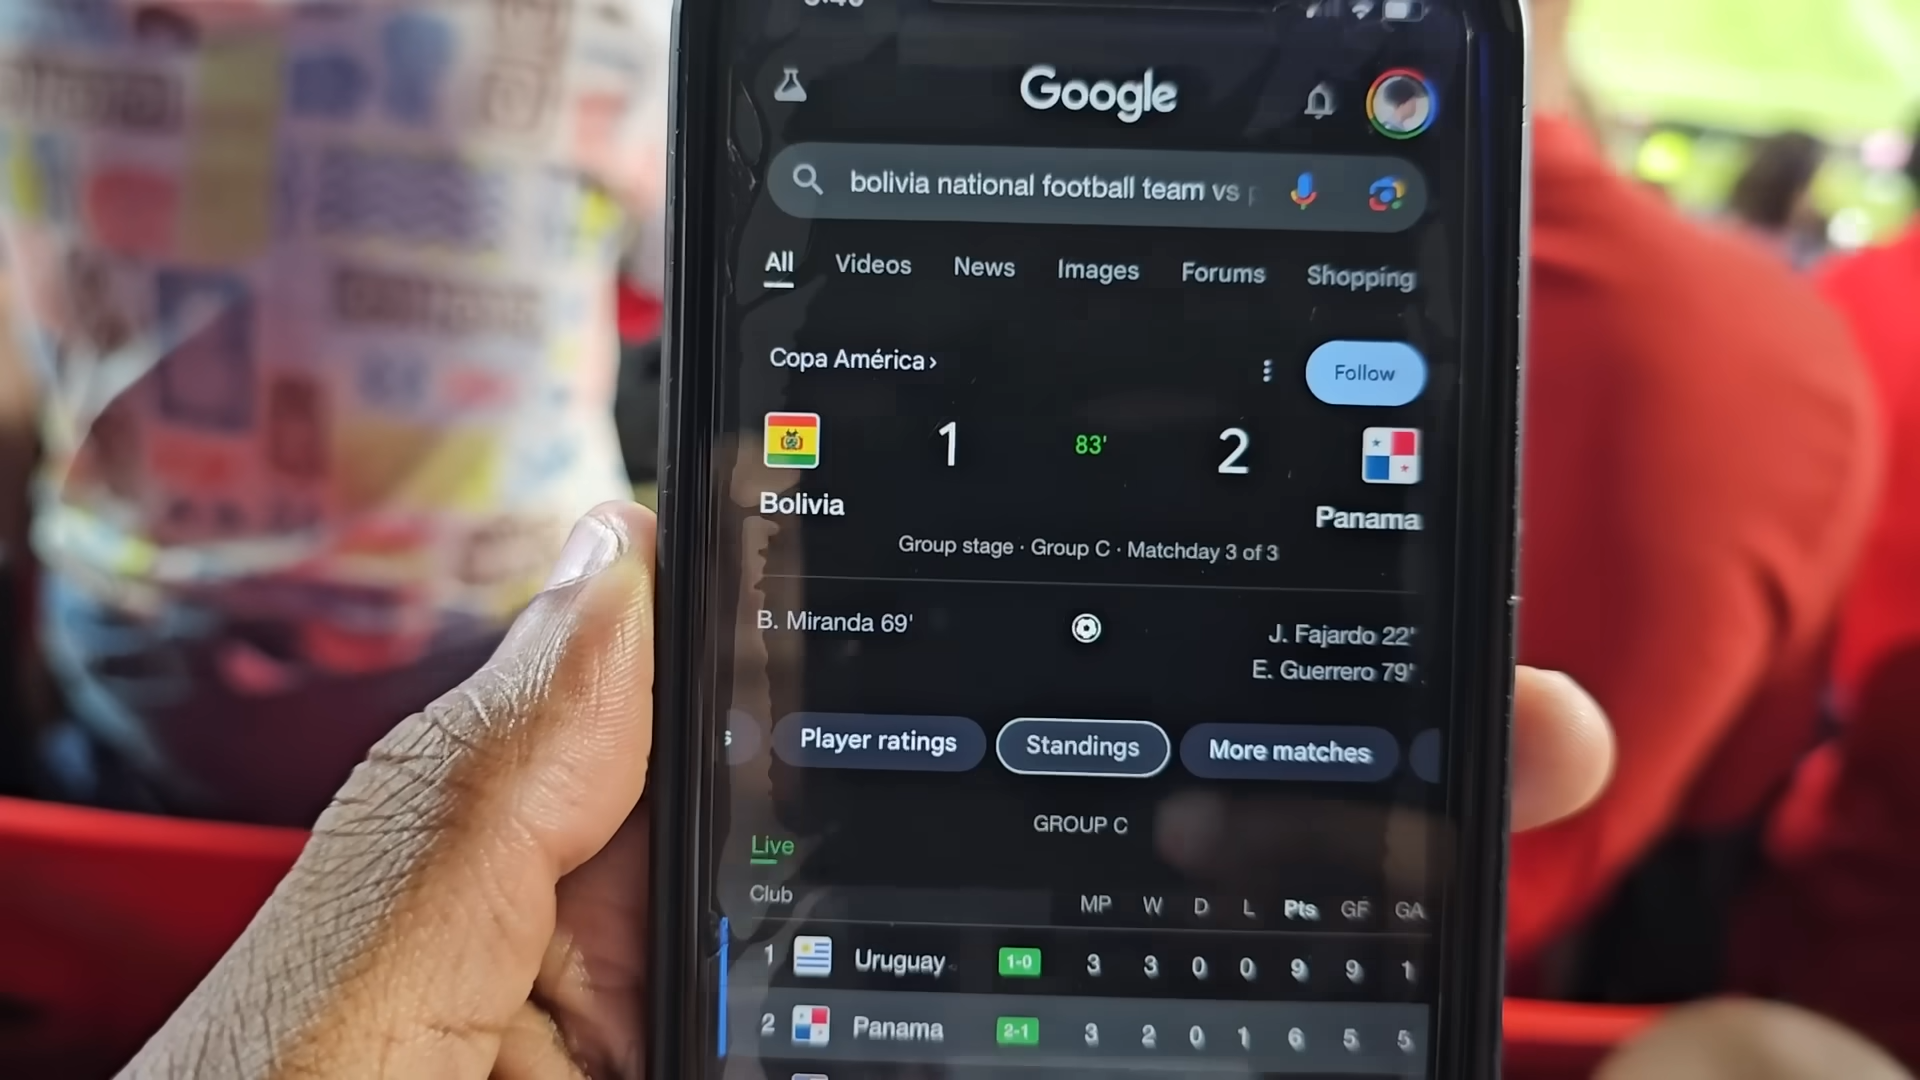 Google
bolivia national football team vs
All Videos News Images Forums Shopping
Copa América ›
Follow
1 83' 2
Bolivia Panama
Group stage · Group C · Matchday 3 of 3
B. Miranda 69' J. Fajardo 22'
E. Guerrero 79'
Player ratings Standings More matches
GROUP C
Live
Club MP W D L Pts GF GA
1 Uruguay 1-0 3 3 0 0 9 9 1
2 Panama 2-1 3 2 0 1 6 5 5